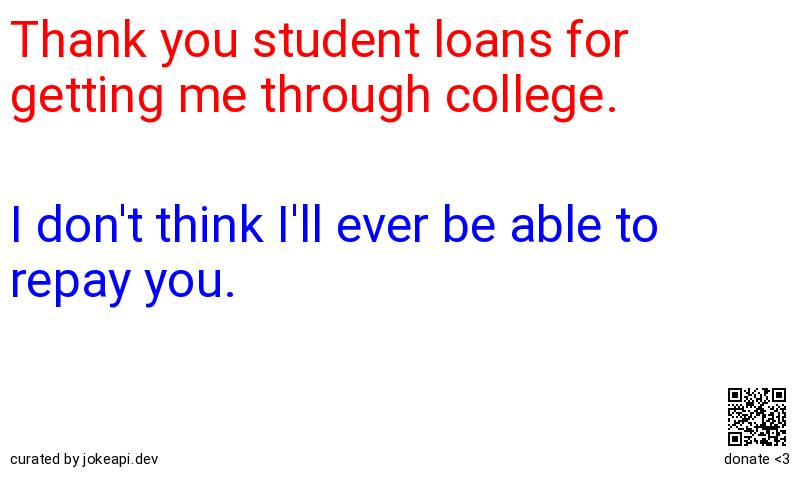 Thank you student loans for
getting me through college.
I don't think I'll ever be able to
repay you.
curated by jokeapi.dev
donate <3